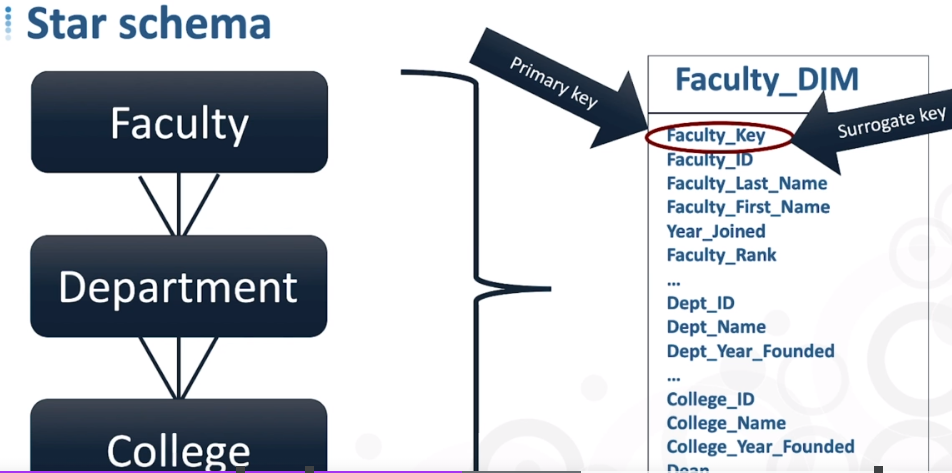 Star schema
Faculty
Department
College
Primary key
Surrogate key
Faculty_DIM
Faculty_Key
Faculty_ID
Faculty_Last_Name
Faculty_First_Name
Year_Joined
Faculty_Rank
...
Dept_ID
Dept_Name
Dept_Year_Founded
...
College_ID
College_Name
College_Year_Founded
Dean